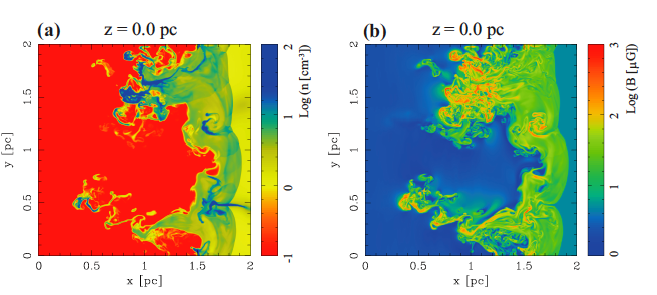 (a) z = 0.0 pc
2
1.5
1
0.5
0
y [pc]
0 0.5 1 1.5 2
x [pc]
2
1
0
-1
Log (n [cm⁻³])
(b) z = 0.0 pc
2
1.5
1
0.5
0
y [pc]
0 0.5 1 1.5 2
x [pc]
3
2
1
0
Log (B [μG])